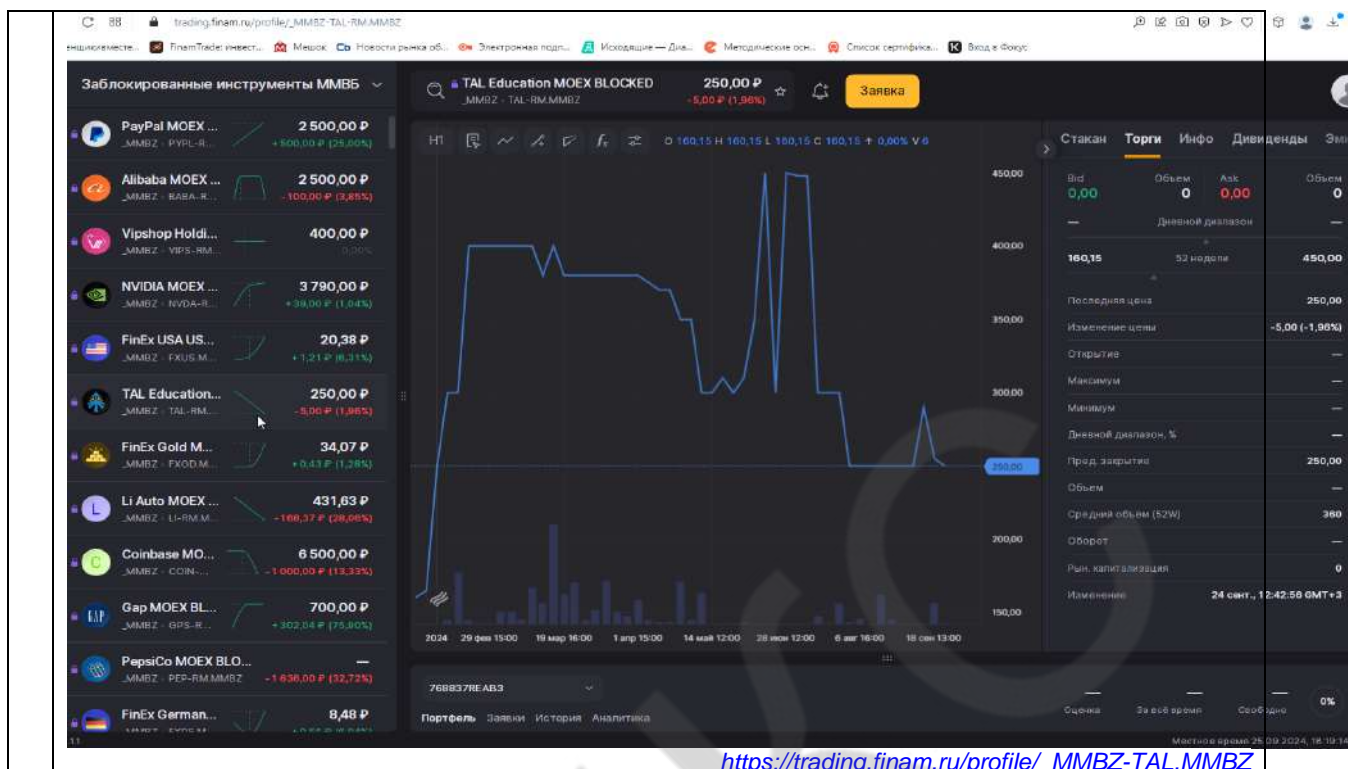 trading.finam.ru/profile/_MMBZ-TAL-RM.MMBZ
FinamTrade: инвест... Мешок Новости рынка об... Электронная подп... Исходящие — Диа... Методические осн... Список сертифика... Вход в Фокус
Заблокированные инструменты ММВБ
TAL Education MOEX BLOCKED 250,00 ₽
_MMBZ · TAL-RM.MMBZ -5,00 ₽ (1,96%)
Заявка
PayPal MOEX ... 2 500,00 ₽
_MMBZ · PYPL-R... +500,00 ₽ (25,00%)
Alibaba MOEX ... 2 500,00 ₽
_MMBZ · BABA-R... -100,00 ₽ (3,85%)
Vipshop Holdi... 400,00 ₽
_MMBZ · VIPS-RM... 0,00%
NVIDIA MOEX ... 3 790,00 ₽
_MMBZ · NVDA-R... +39,00 ₽ (1,04%)
FinEx USA US... 20,38 ₽
_MMBZ · FXUS.M... +1,21 ₽ (6,31%)
TAL Education... 250,00 ₽
_MMBZ · TAL-RM... -5,00 ₽ (1,96%)
FinEx Gold M... 34,07 ₽
_MMBZ · FXGD.M... +0,43 ₽ (1,28%)
Li Auto MOEX ... 431,63 ₽
_MMBZ · LI-RM.M... -168,37 ₽ (28,06%)
Coinbase MO... 6 500,00 ₽
_MMBZ · COIN-... -1 000,00 ₽ (13,33%)
Gap MOEX BL... 700,00 ₽
_MMBZ · GPS-R... +302,04 ₽ (75,90%)
PepsiCo MOEX BLO... —
_MMBZ · PEP-RM.MMBZ -1 636,00 ₽ (32,72%)
FinEx German... 8,48 ₽
H1
O 160,15 H 160,15 L 160,15 C 160,15 + 0,00% V 6
450,00
400,00
350,00
300,00
250,00
200,00
150,00
2024 29 фев 15:00 19 мар 16:00 1 апр 15:00 14 май 12:00 28 июн 12:00 6 авг 16:00 18 сен 13:00
768837REAB3
Портфель Заявки История Аналитика
Стакан Торги Инфо Дивиденды
Bid Объем Ask Объем
0,00 0 0,00 0
— Дневной диапазон —
160,15 52 недели 450,00
Последняя цена 250,00
Изменение цены -5,00 (-1,96%)
Открытие —
Максимум —
Минимум —
Дневной диапазон, % —
Пред. закрытие 250,00
Объем —
Средний объем (52W) 360
Оборот —
Рын. капитализация 0
Изменение 24 сент., 12:42:56 GMT+3
— — —
Оценка За всё время Свободно 0%
Местное время 25.09.2024, 18:19:14
https://trading.finam.ru/profile/_MMBZ-TAL.MMBZ